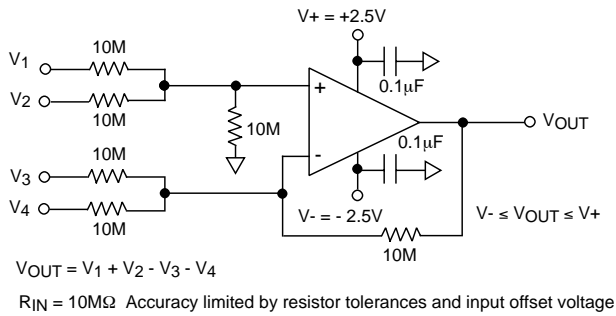 V+ = +2.5V
V1
10M
0.1µF
V2
10M
+
10M
VOUT
V3
10M
-
0.1µF
V4
10M
V- = - 2.5V
V- ≤ VOUT ≤ V+
10M
VOUT = V1 + V2 - V3 - V4
RIN = 10MΩ Accuracy limited by resistor tolerances and input offset voltage